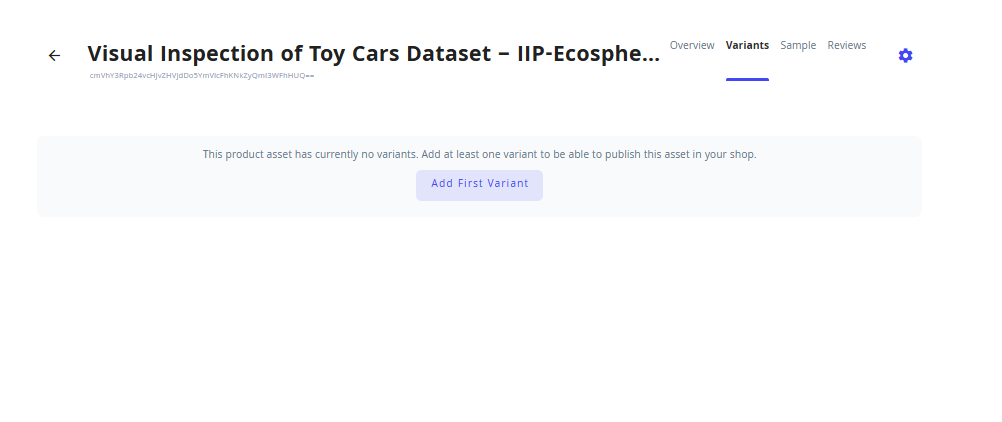 Visual Inspection of Toy Cars Dataset – IIP-Ecosphe...
Overview Variants Sample Reviews
This product asset has currently no variants. Add at least one variant to be able to publish this asset in your shop.
Add First Variant